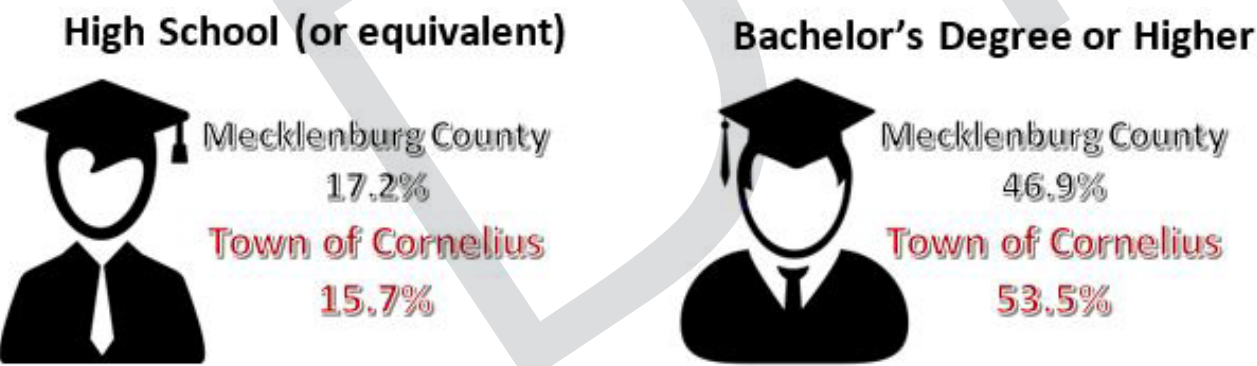 High School (or equivalent)
Mecklenburg County
17.2%
Town of Cornelius
15.7%
Bachelor's Degree or Higher
Mecklenburg County
46.9%
Town of Cornelius
53.5%